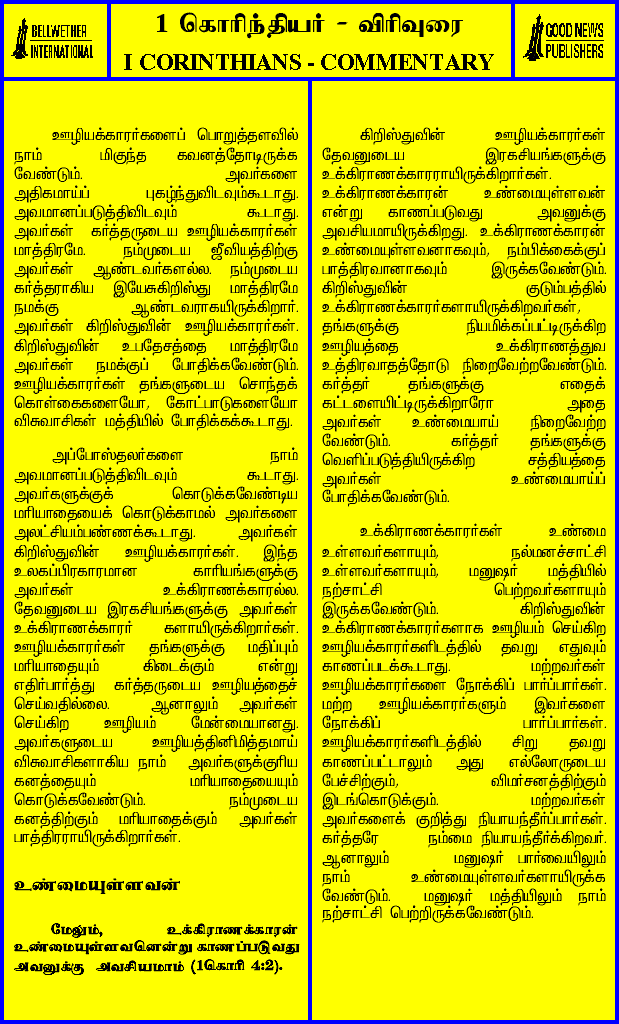 BELLWETHER
INTERNATIONAL
1 கொரிந்தியர் - விரிவுரை
I CORINTHIANS - COMMENTARY
GOOD NEWS
PUBLISHERS
ஊழியக்காரர்களைப் பொறுத்தளவில்
நாம் மிகுந்த கவனத்தோடிருக்க
வேண்டும். அவர்களை
அதிகமாய்ப் புகழ்ந்துவிடவும்கூடாது.
அவமானப்படுத்திவிடவும் கூடாது.
அவர்கள் கர்த்தருடைய ஊழியக்காரர்கள்
மாத்திரமே. நம்முடைய ஜீவியத்திற்கு
அவர்கள் ஆண்டவர்களல்ல. நம்முடைய
கர்த்தராகிய இயேசுகிறிஸ்து மாத்திரமே
நமக்கு ஆண்டவராகயிருக்கிறார்.
அவர்கள் கிறிஸ்துவின் ஊழியக்காரர்கள்.
கிறிஸ்துவின் உபதேசத்தை மாத்திரமே
அவர்கள் நமக்குப் போதிக்கவேண்டும்.
ஊழியக்காரர்கள் தங்களுடைய சொந்தக்
கொள்கைகளையோ, கோட்பாடுகளையோ
விசுவாசிகள் மத்தியில் போதிக்கக்கூடாது.
அப்போஸ்தலர்களை நாம்
அவமானப்படுத்திவிடவும் கூடாது.
அவர்களுக்குக் கொடுக்கவேண்டிய
மரியாதையைக் கொடுக்காமல் அவர்களை
அலட்சியம்பண்ணக்கூடாது. அவர்கள்
கிறிஸ்துவின் ஊழியக்காரர்கள். இந்த
உலகப்பிரகாரமான காரியங்களுக்கு
அவர்கள் உக்கிராணக்காரல்ல.
தேவனுடைய இரகசியங்களுக்கு அவர்கள்
உக்கிராணக்காரர் களாயிருக்கிறார்கள்.
ஊழியக்காரர்கள் தங்களுக்கு மதிப்பும்
மரியாதையும் கிடைக்கும் என்று
எதிர்பார்த்து கர்த்தருடைய ஊழியத்தைச்
செய்வதில்லை. ஆனாலும் அவர்கள்
செய்கிற ஊழியம் மேன்மையானது.
அவர்களுடைய ஊழியத்தினிமித்தமாய்
விசுவாசிகளாகிய நாம் அவர்களுக்குரிய
கனத்தையும் மரியாதையையும்
கொடுக்கவேண்டும். நம்முடைய
கனத்திற்கும் மரியாதைக்கும் அவர்கள்
பாத்திரராயிருக்கிறார்கள்.
உண்மையுள்ளவன்
மேலும், உக்கிராணக்காரன்
உண்மையுள்ளவனென்று காணப்படுவது
அவனுக்கு அவசியமாம் (1கொரி 4:2).
கிறிஸ்துவின் ஊழியக்காரர்கள்
தேவனுடைய இரகசியங்களுக்கு
உக்கிராணக்காரராயிருக்கிறார்கள்.
உக்கிராணக்காரன் உண்மையுள்ளவன்
என்று காணப்படுவது அவனுக்கு
அவசியமாயிருக்கிறது. உக்கிராணக்காரன்
உண்மையுள்ளவனாகவும், நம்பிக்கைக்குப்
பாத்திரவானாகவும் இருக்கவேண்டும்.
கிறிஸ்துவின் குடும்பத்தில்
உக்கிராணக்காரர்களாயிருக்கிறவர்கள்,
தங்களுக்கு நியமிக்கப்பட்டிருக்கிற
ஊழியத்தை உக்கிராணத்துவ
உத்திரவாதத்தோடு நிறைவேற்றவேண்டும்.
கர்த்தர் தங்களுக்கு எதைக்
கட்டளையிட்டிருக்கிறாரோ அதை
அவர்கள் உண்மையாய் நிறைவேற்ற
வேண்டும். கர்த்தர் தங்களுக்கு
வெளிப்படுத்தியிருக்கிற சத்தியத்தை
அவர்கள் உண்மையாய்ப்
போதிக்கவேண்டும்.
உக்கிராணக்காரர்கள் உண்மை
உள்ளவர்களாயும், நல்மனச்சாட்சி
உள்ளவர்களாயும், மனுஷர் மத்தியில்
நற்சாட்சி பெற்றவர்களாயும்
இருக்கவேண்டும். கிறிஸ்துவின்
உக்கிராணக்காரர்களாக ஊழியம் செய்கிற
ஊழியக்காரர்களிடத்தில் தவறு எதுவும்
காணப்படக்கூடாது. மற்றவர்கள்
ஊழியக்காரர்களை நோக்கிப் பார்ப்பார்கள்.
மற்ற ஊழியக்காரர்களும் இவர்களை
நோக்கிப் பார்ப்பார்கள்.
ஊழியக்காரர்களிடத்தில் சிறு தவறு
காணப்பட்டாலும் அது எல்லோருடைய
பேச்சிற்கும், விமர்சனத்திற்கும்
இடங்கொடுக்கும். மற்றவர்கள்
அவர்களைக் குறித்து நியாயந்தீர்ப்பார்கள்.
கர்த்தரே நம்மை நியாயந்தீர்க்கிறவர்.
ஆனாலும் மனுஷர் பார்வையிலும்
நாம் உண்மையுள்ளவர்களாயிருக்க
வேண்டும். மனுஷர் மத்தியிலும் நாம்
நற்சாட்சி பெற்றிருக்கவேண்டும்.